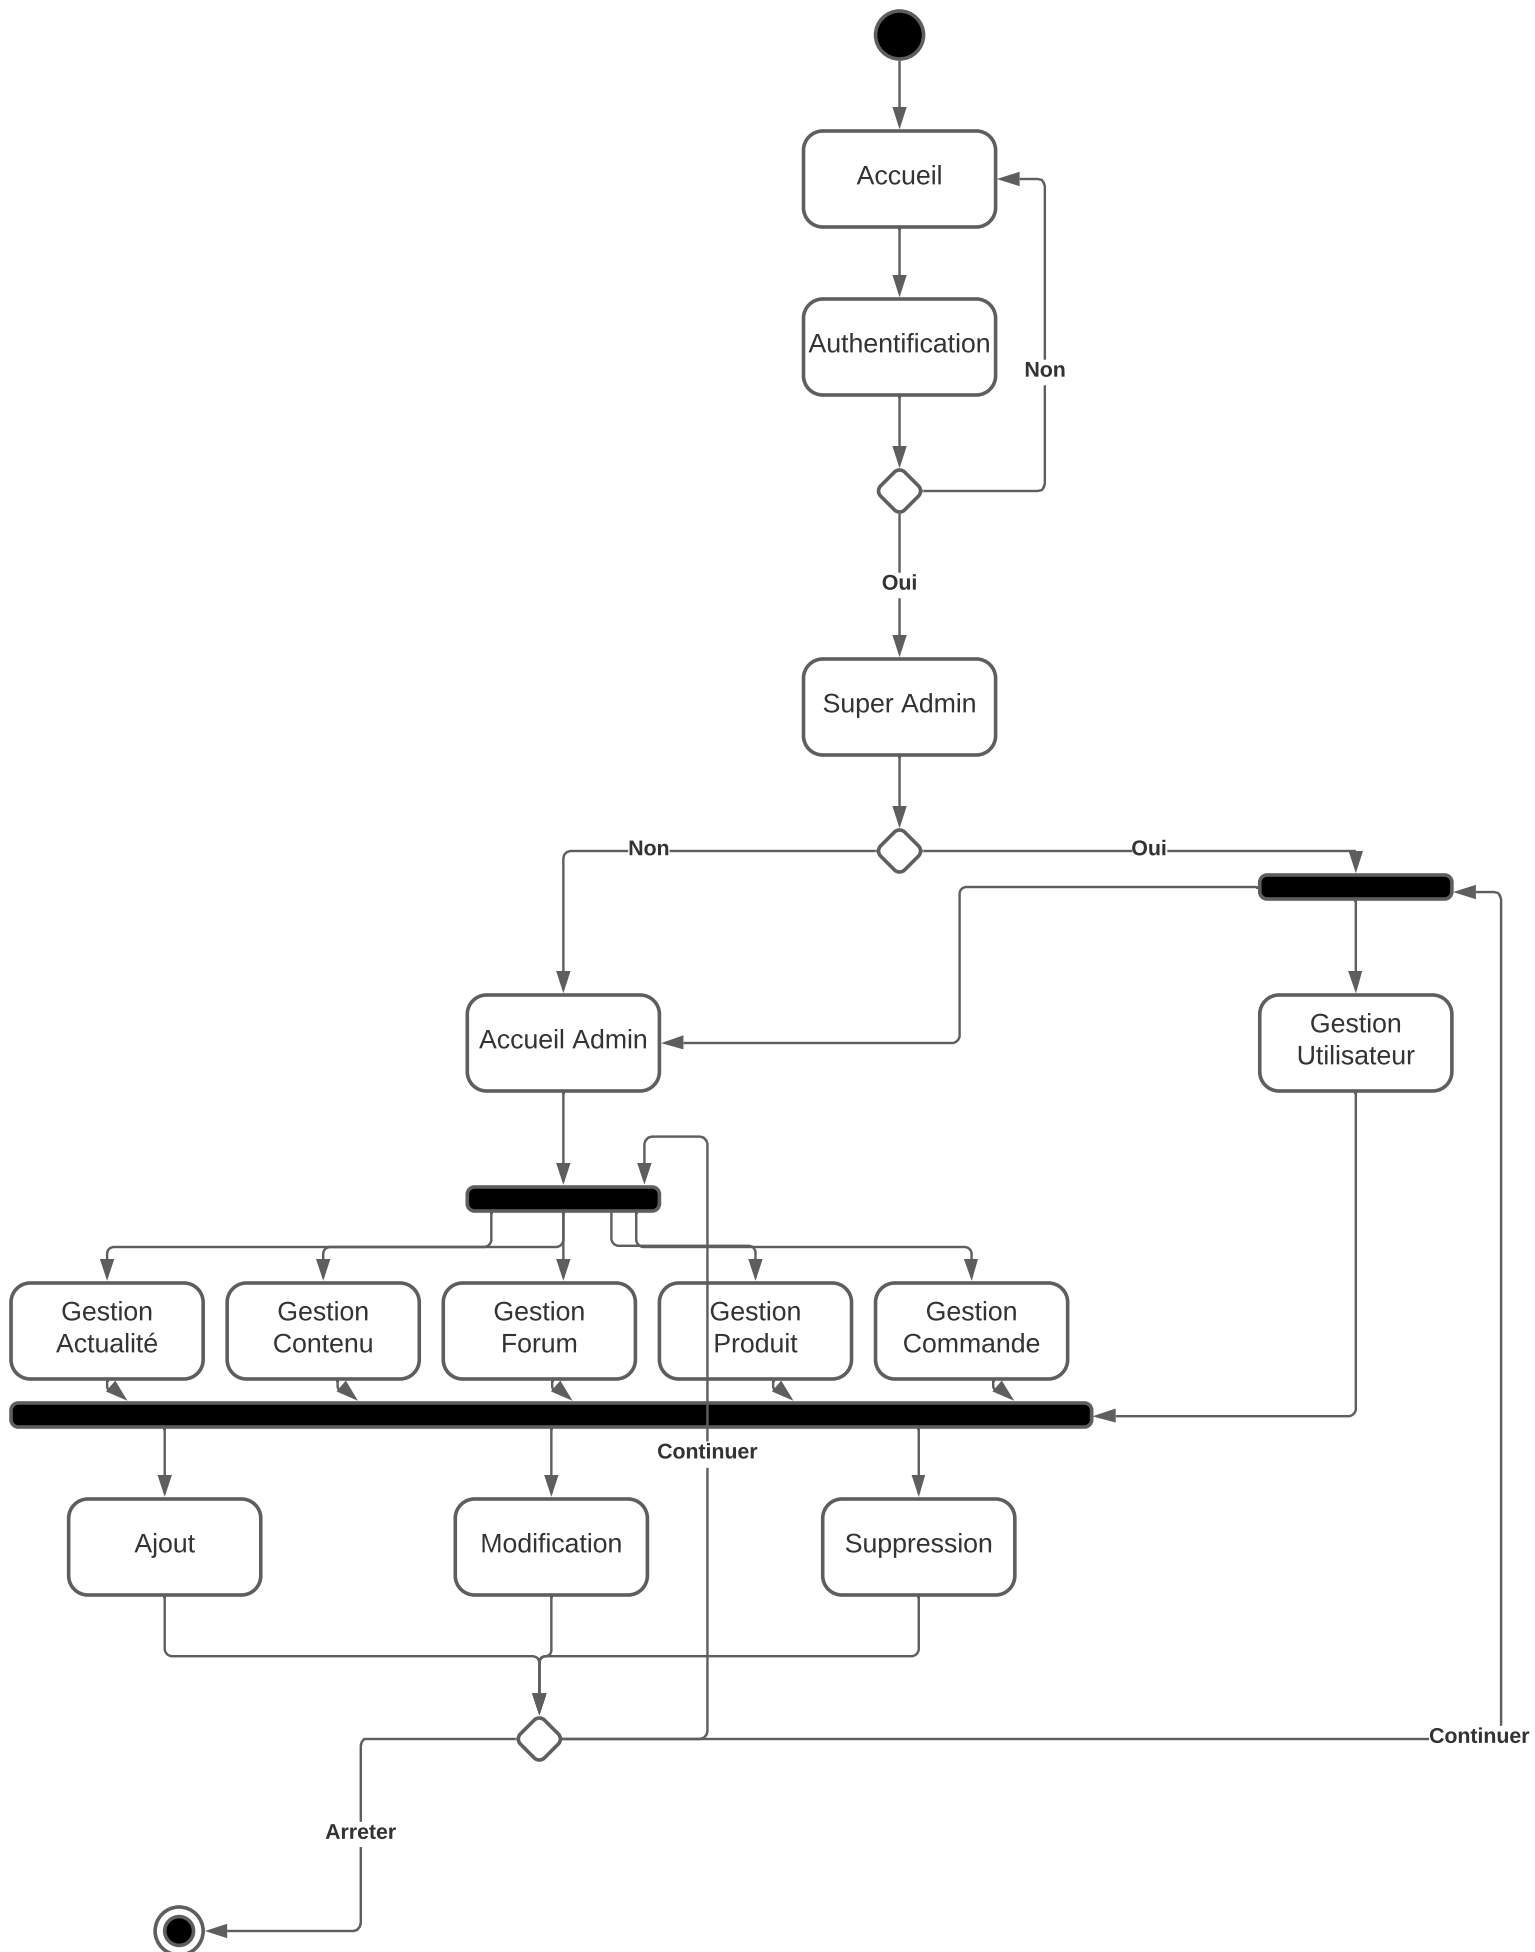 Accueil
Authentification
Non
Oui
Super Admin
Non
Oui
Accueil Admin
Gestion
Utilisateur
Gestion
Actualité
Gestion
Contenu
Gestion
Forum
Gestion
Produit
Gestion
Commande
Continuer
Ajout
Modification
Suppression
Continuer
Arreter